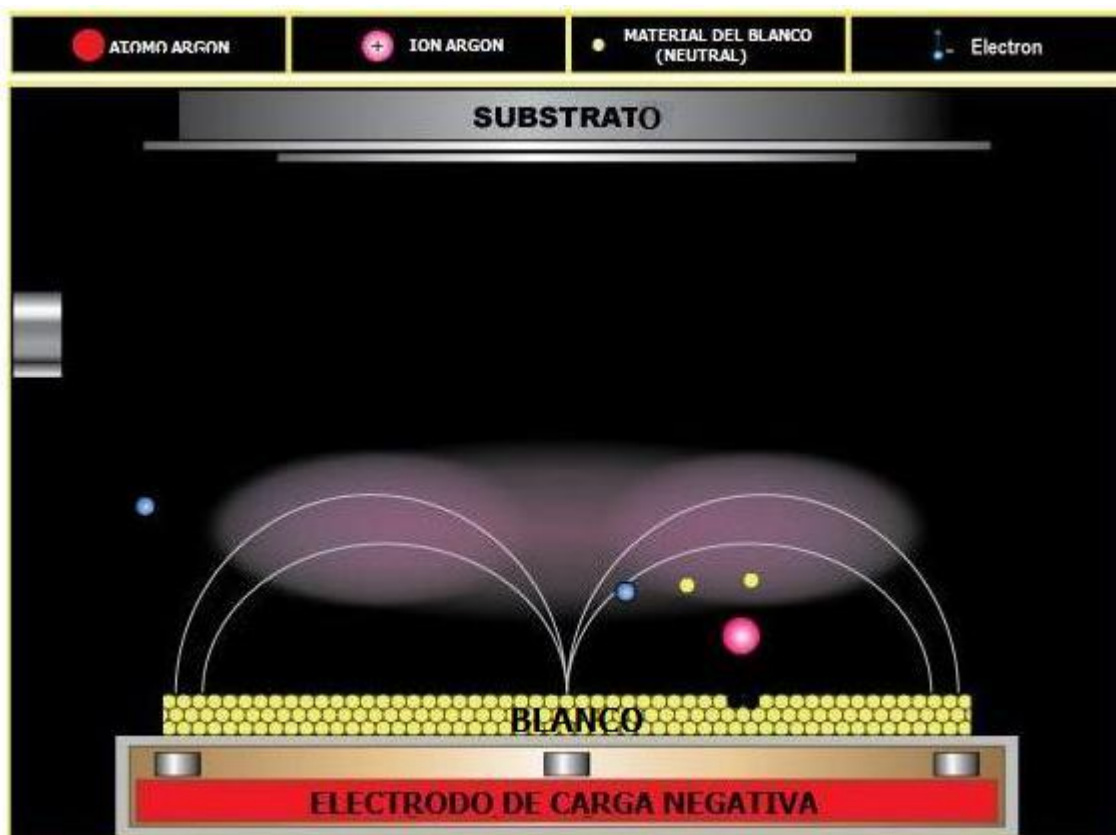 ATOMO ARGON
+
ION ARGON
MATERIAL DEL BLANCO
(NEUTRAL)
-
Electron
SUBSTRATO
BLANCO
ELECTRODO DE CARGA NEGATIVA